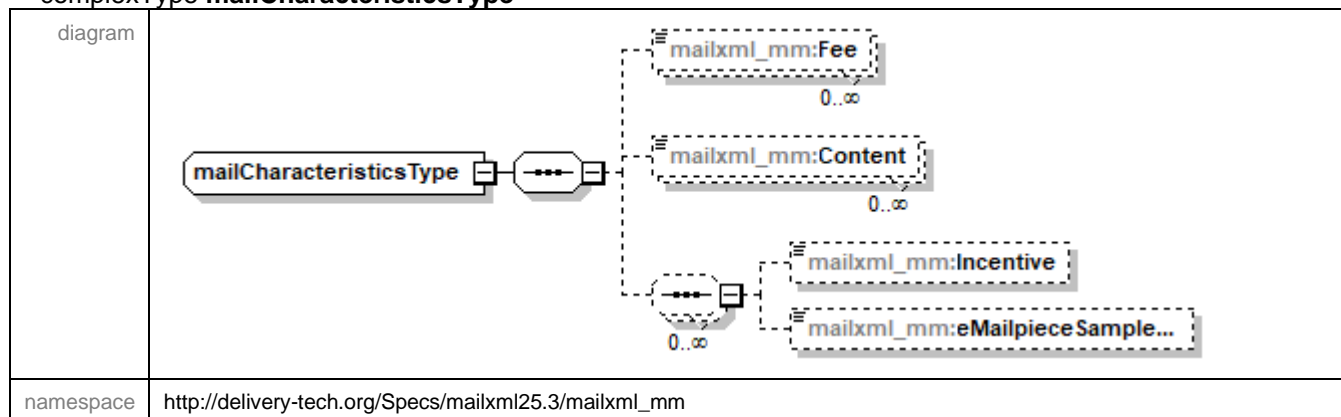 complexType mailCharacteristicsType
diagram
mailxml_mm:Fee
0..∞
mailCharacteristicsType
mailxml_mm:Content
0..∞
mailxml_mm:Incentive
0..∞
mailxml_mm:eMailpieceSample...
namespace
http://delivery-tech.org/Specs/mailxml25.3/mailxml_mm